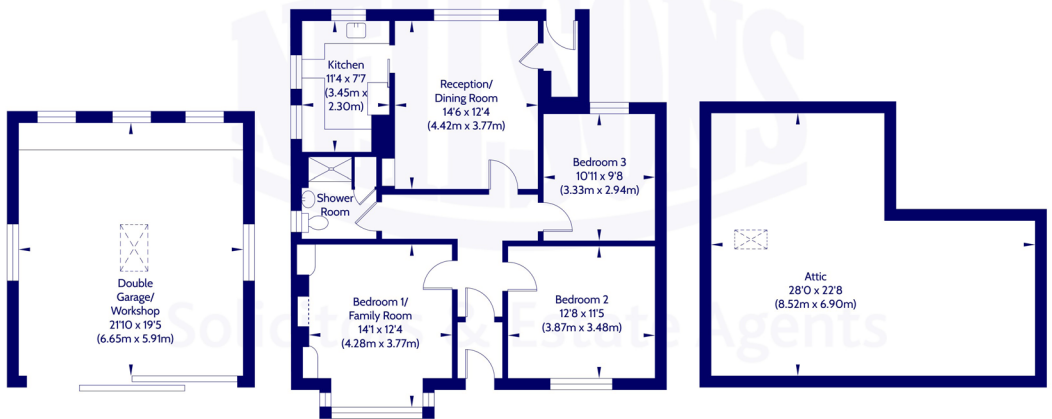 NEILSONS
Kitchen
11'4 x 7'7
(3.45m x
2.30m)
Reception/
Dining Room
14'6 x 12'4
(4.42m x 3.77m)
Bedroom 3
10'11 x 9'8
(3.33m x 2.94m)
Shower
Room
Double
Garage/
Workshop
21'10 x 19'5
(6.65m x 5.91m)
Bedroom 1/
Family Room
14'1 x 12'4
(4.28m x 3.77m)
Bedroom 2
12'8 x 11'5
(3.87m x 3.48m)
Attic
28'0 x 22'8
(8.52m x 6.90m)
Solicitors & Estate Agents